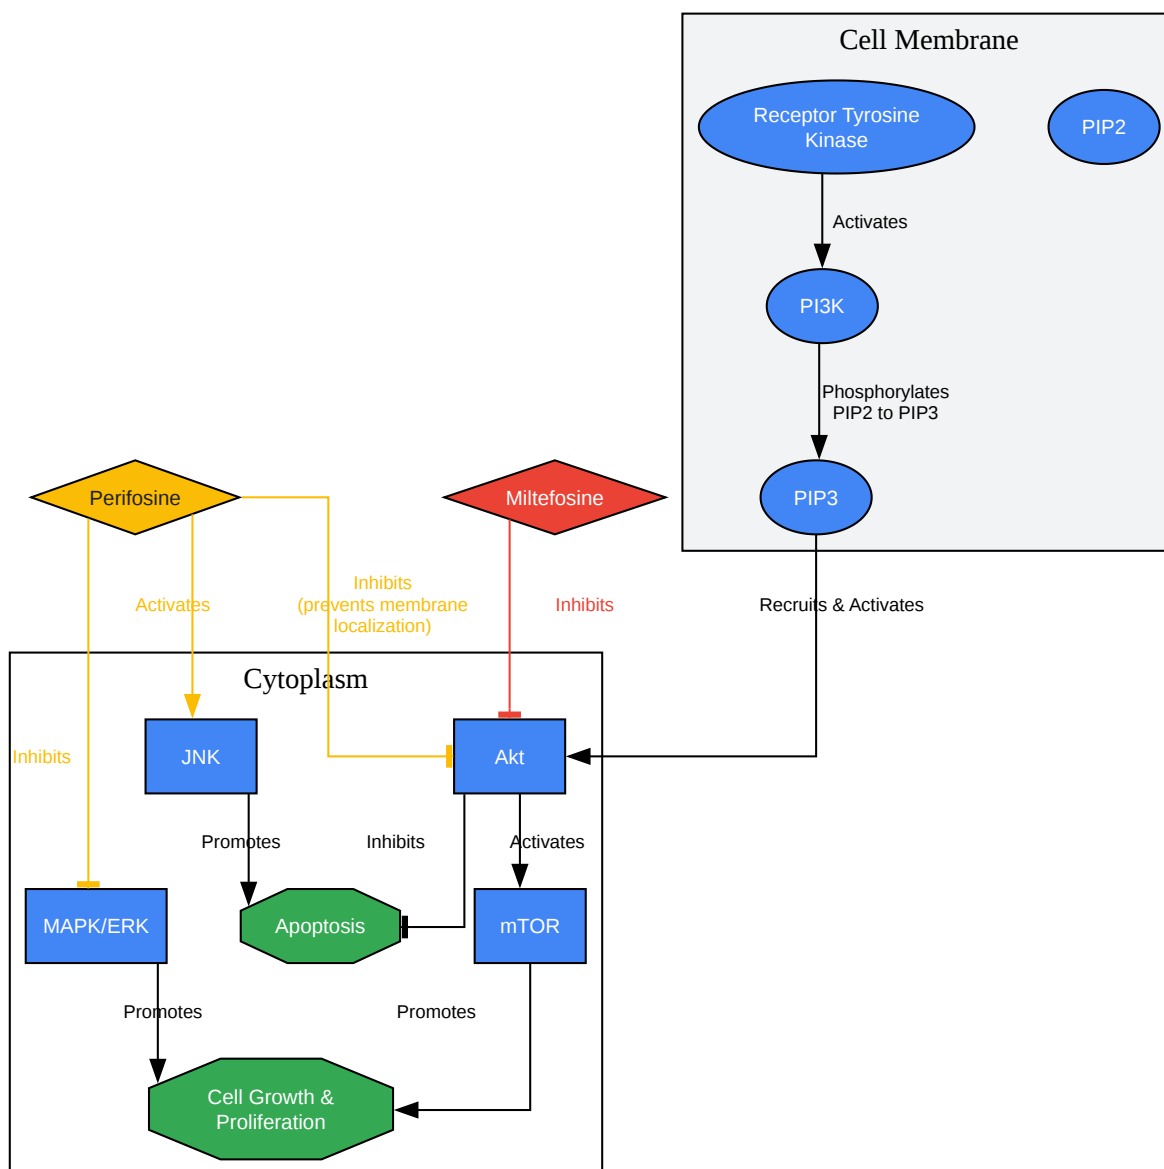 Cell Membrane
Receptor Tyrosine
Kinase
PIP2
Activates
PI3K
Phosphorylates
PIP2 to PIP3
Perifosine
Miltefosine
PIP3
Activates
Inhibits
(prevents membrane
localization)
Inhibits
Recruits & Activates
Cytoplasm
Inhibits
JNK
Akt
Promotes
Inhibits
Activates
MAPK/ERK
Apoptosis
mTOR
Promotes
Promotes
Cell Growth &
Proliferation